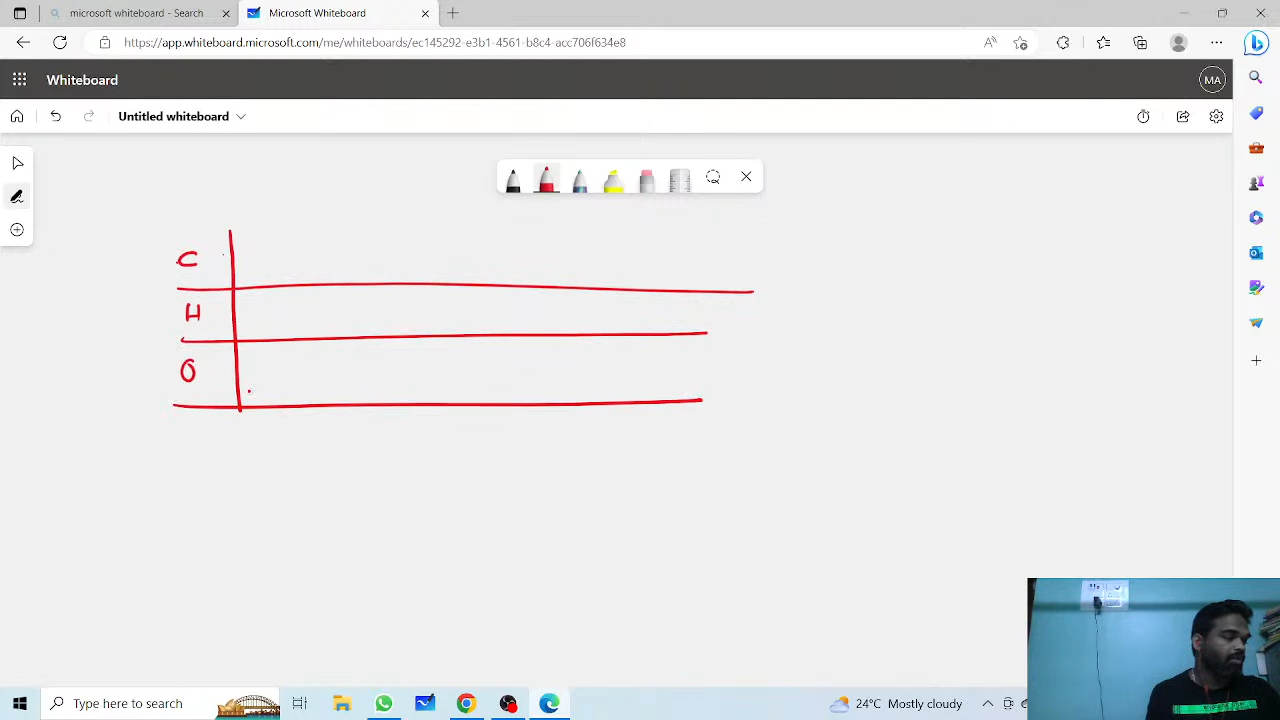 microsoft whiteboard - Search
Microsoft Whiteboard
https://app.whiteboard.microsoft.com/me/whiteboards/ec145292-e3b1-4561-b8c4-acc706f634e8
Whiteboard
MA
Untitled whiteboard
C
H
O
Type here to search
24°C Mostly cloudy